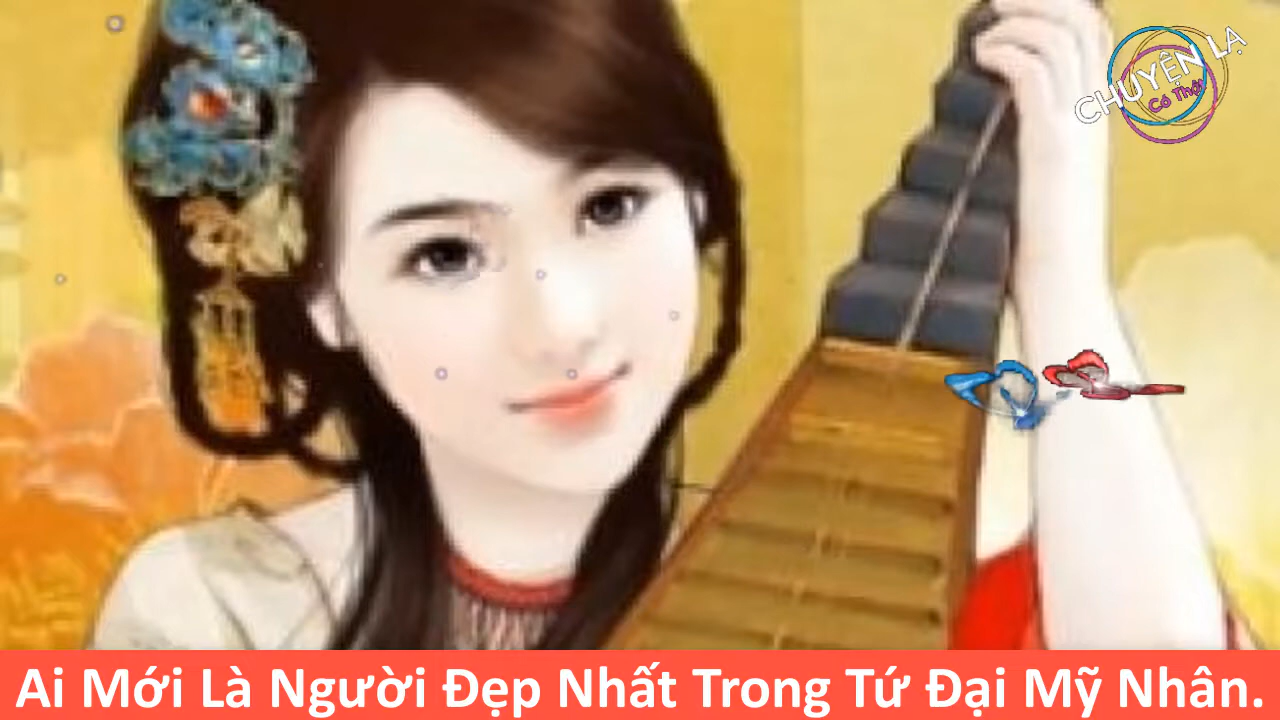 CHUYỆN LẠ
Có Thật
Ai Mới Là Người Đẹp Nhất Trong Tứ Đại Mỹ Nhân.